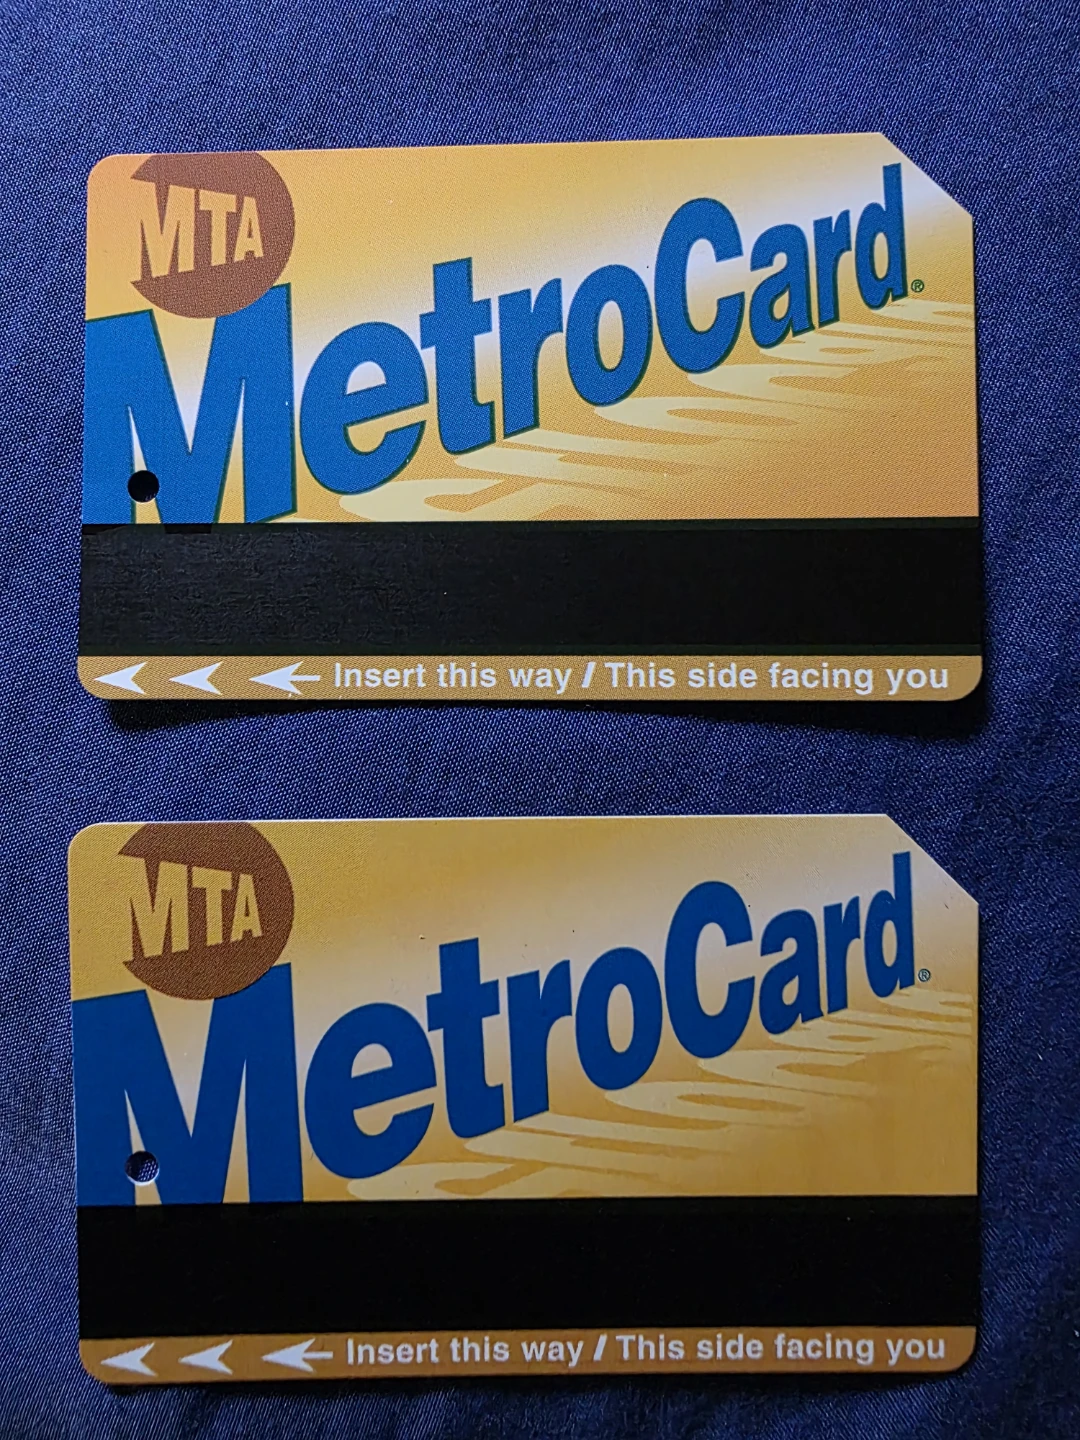 MTA
MetroCard®
Insert this way / This side facing you
MTA
MetroCard®
Insert this way / This side facing you